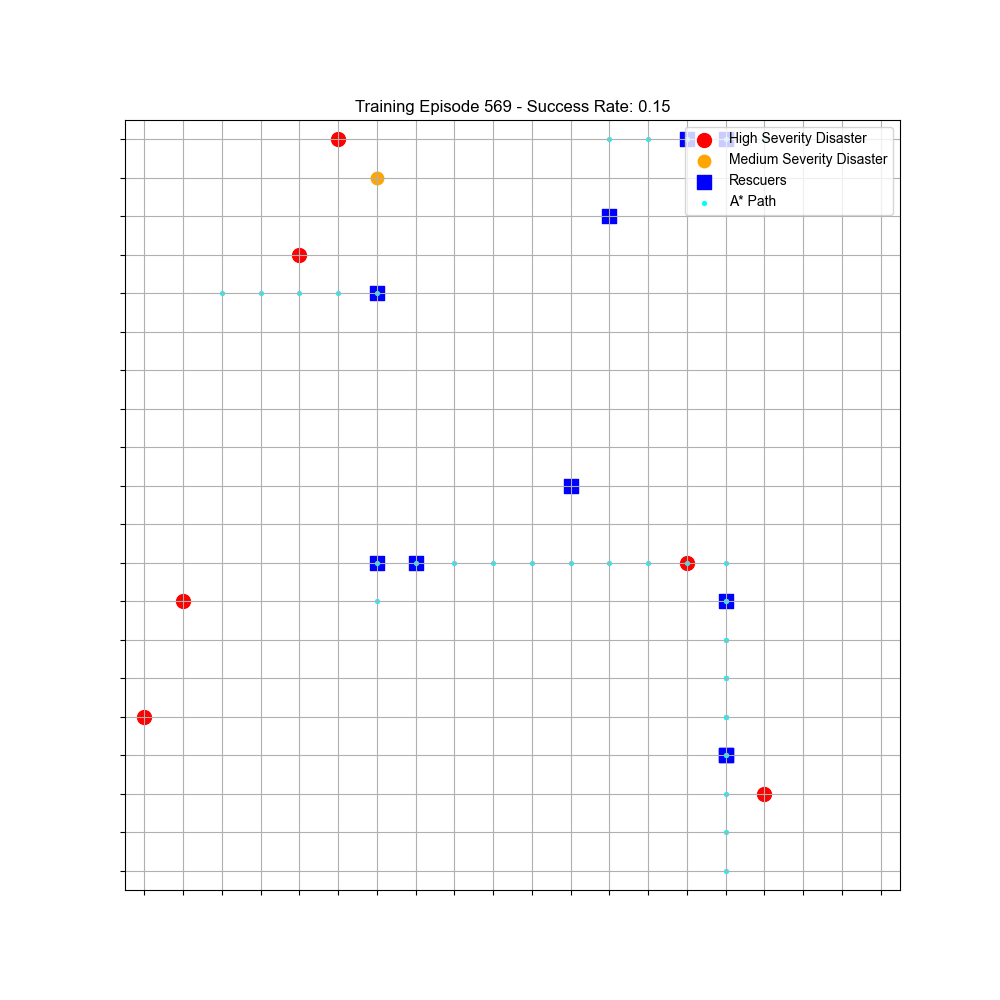 Training Episode 569 - Success Rate: 0.15
High Severity Disaster
Medium Severity Disaster
Rescuers
A* Path